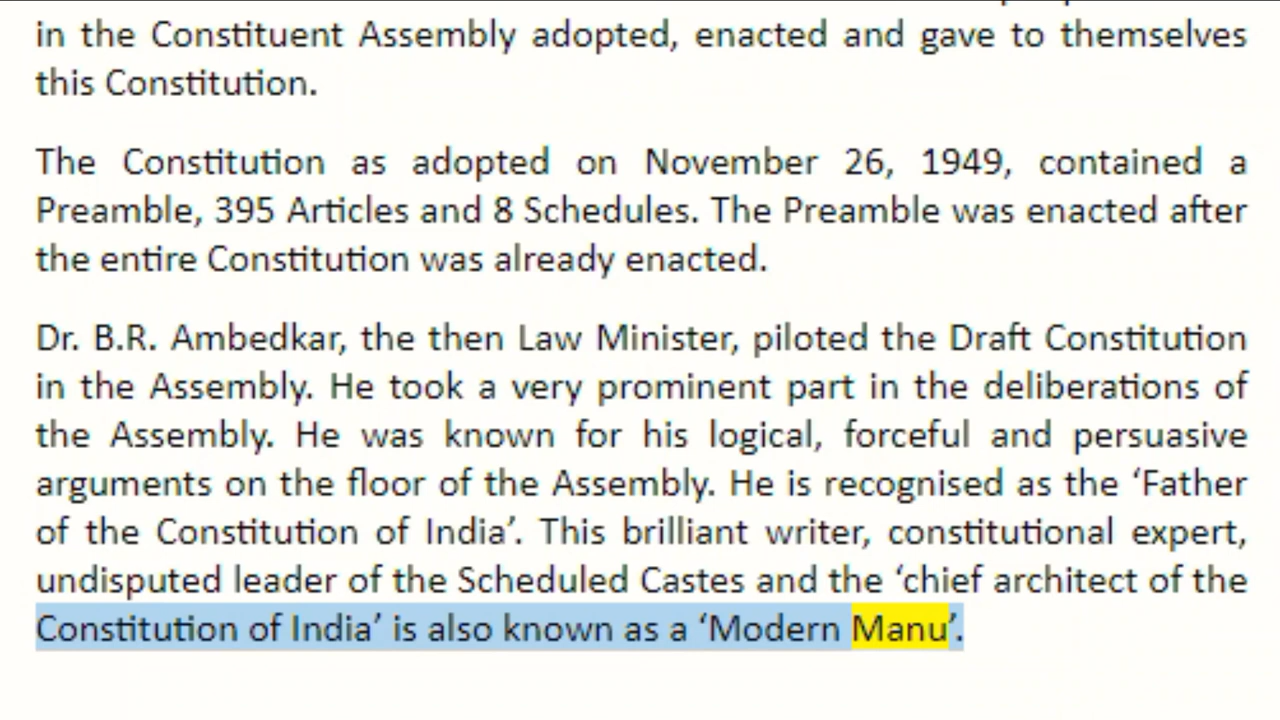 in the Constituent Assembly adopted, enacted and gave to themselves
this Constitution.
The Constitution as adopted on November 26, 1949, contained a
Preamble, 395 Articles and 8 Schedules. The Preamble was enacted after
the entire Constitution was already enacted.
Dr. B.R. Ambedkar, the then Law Minister, piloted the Draft Constitution
in the Assembly. He took a very prominent part in the deliberations of
the Assembly. He was known for his logical, forceful and persuasive
arguments on the floor of the Assembly. He is recognised as the ‘Father
of the Constitution of India’. This brilliant writer, constitutional expert,
undisputed leader of the Scheduled Castes and the ‘chief architect of the
Constitution of India’ is also known as a ‘Modern Manu’.